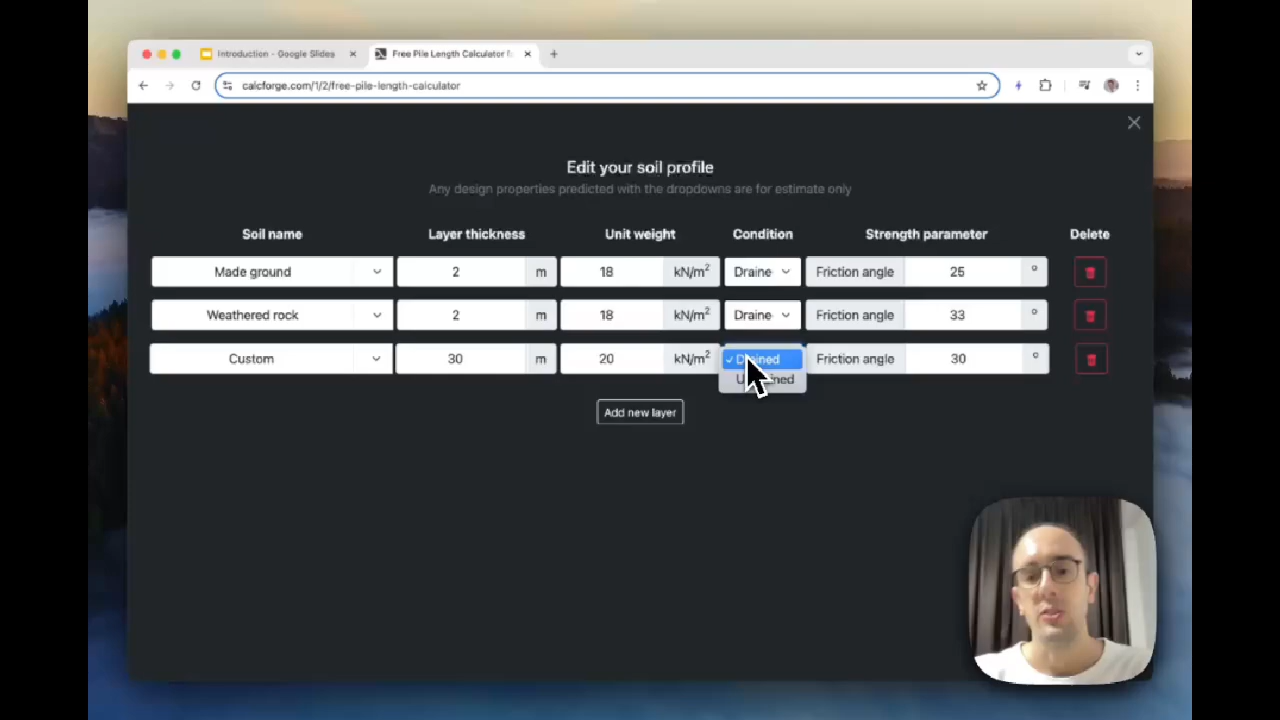 Introduction - Google Slides
Free Pile Length Calculator
calcforge.com/1/2/free-pile-length-calculator
Edit your soil profile
Any design properties predicted with the dropdowns are for estimate only
Soil name Layer thickness Unit weight Condition Strength parameter Delete
Made ground 2 m 18 kN/m² Draine Friction angle 25 °
Weathered rock 2 m 18 kN/m² Draine Friction angle 33 °
Custom 30 m 20 kN/m² ✓ Drained Friction angle 30 °
Add new layer